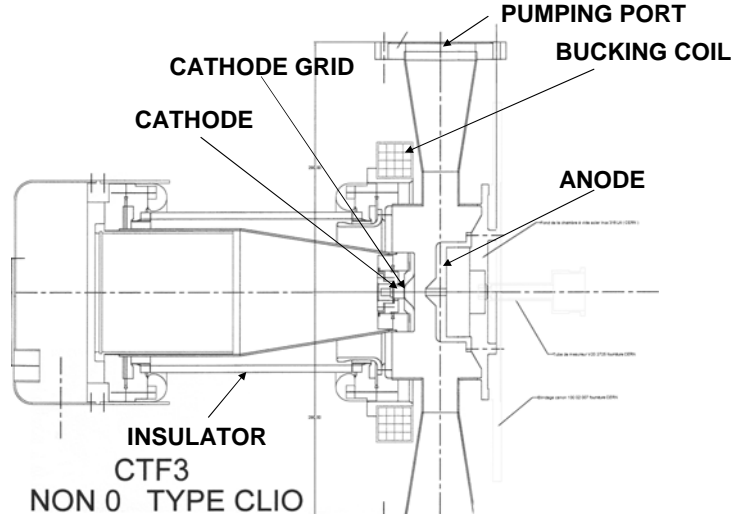 PUMPING PORT
BUCKING COIL
CATHODE GRID
CATHODE
ANODE
INSULATOR
CTF3
NON 0 TYPE CLIO